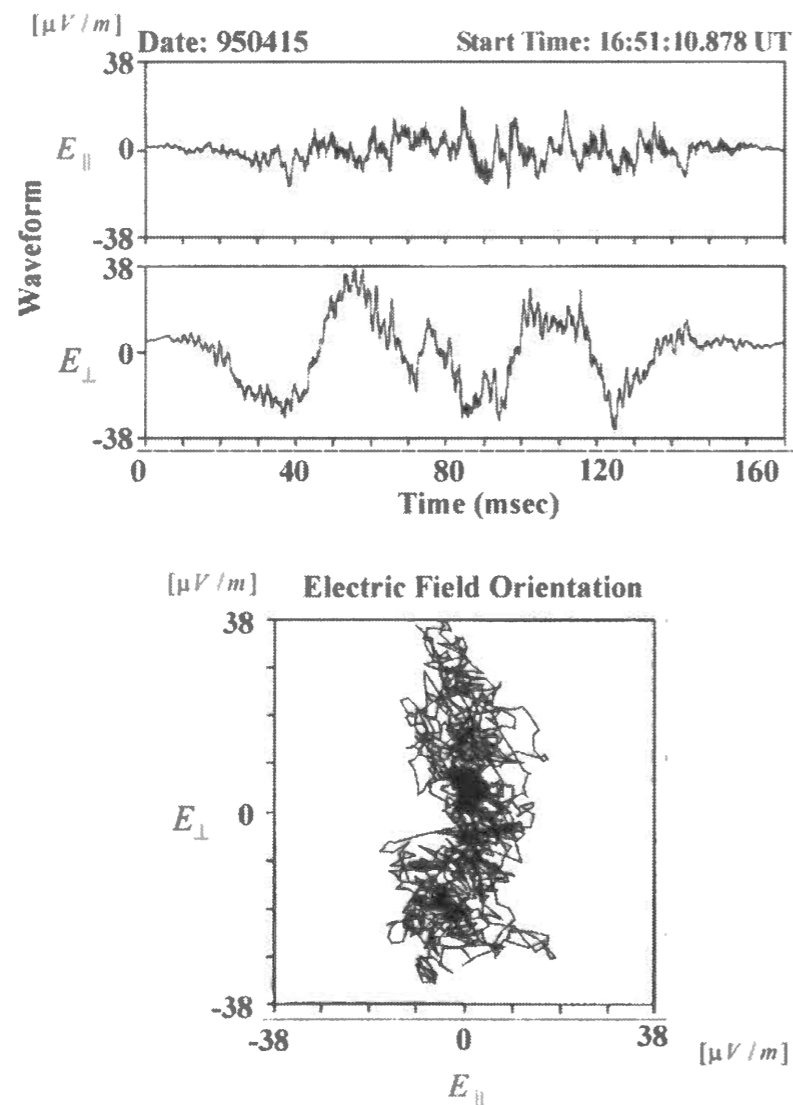 [μV/m]
Date: 950415 Start Time: 16:51:10.878 UT
38
E∥ 0
-38
Waveform
38
E⊥ 0
-38
0 40 80 120 160
Time (msec)
[μV/m] Electric Field Orientation
38
E⊥ 0
-38
-38 0 38
[μV/m]
E∥